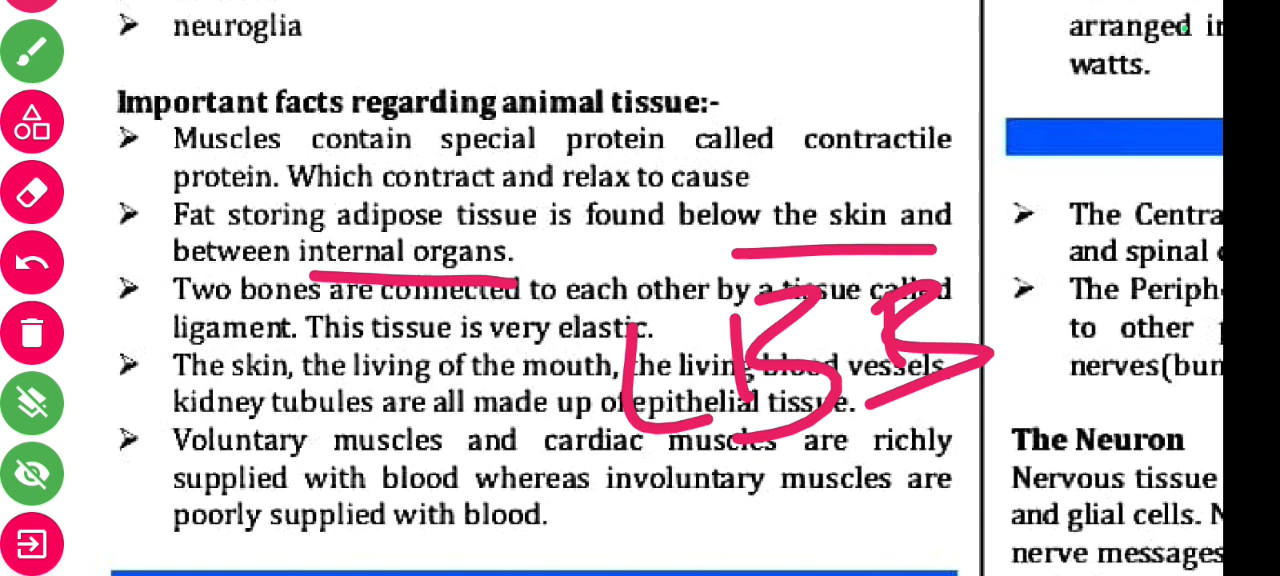 neuroglia
Important facts regarding animal tissue:-
Muscles contain special protein called contractile
protein. Which contract and relax to cause
Fat storing adipose tissue is found below the skin and
between internal organs.
Two bones are connected to each other by a tissue called
ligament. This tissue is very elastic.
The skin, the living of the mouth, the living blood vessels,
kidney tubules are all made up of epithelial tissue.
Voluntary muscles and cardiac muscles are richly
supplied with blood whereas involuntary muscles are
poorly supplied with blood.
LBB
arranged in
watts.
The Centra
and spinal
The Periph
to other
nerves(bun
The Neuron
Nervous tissue
and glial cells.
nerve messages